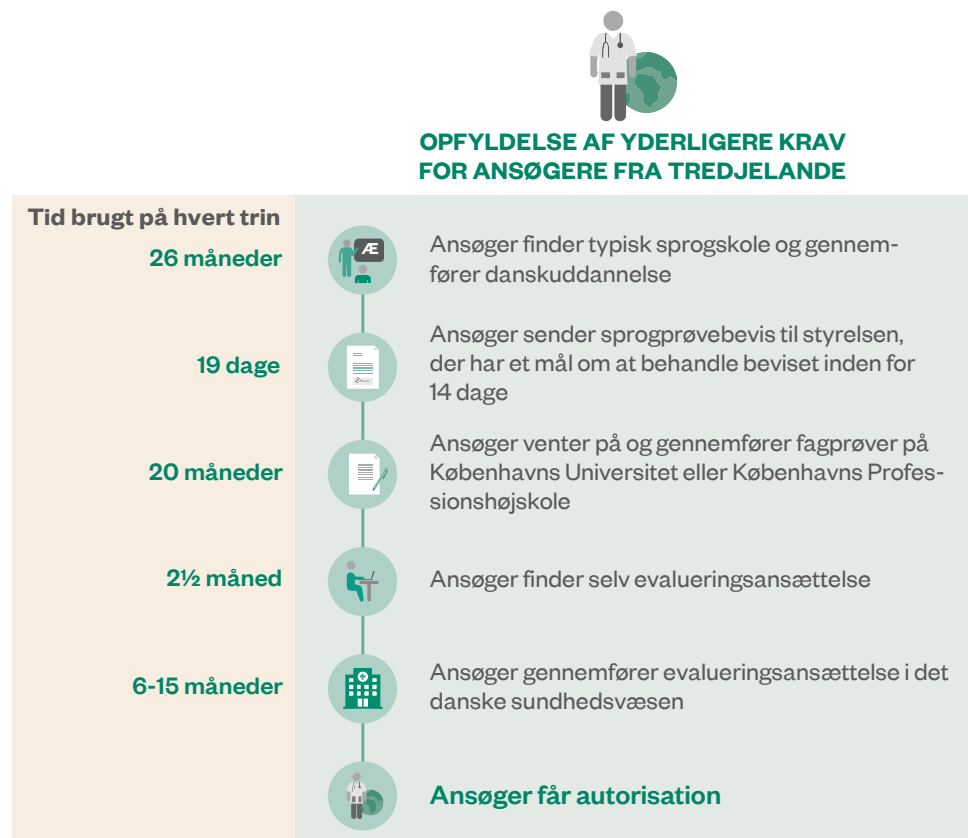 OPFYLDELSE AF YDERLIGERE KRAV
FOR ANSØGERE FRA TREDJELANDE
Tid brugt på hvert trin
26 måneder
Æ
Ansøger finder typisk sprogskole og gennem-
fører danskuddannelse
19 dage
Ansøger sender sprogprøvebevis til styrelsen,
der har et mål om at behandle beviset inden for
14 dage
20 måneder
Ansøger venter på og gennemfører fagprøver på
Københavns Universitet eller Københavns Profes-
sionshøjskole
2½ måned
Ansøger finder selv evalueringsansættelse
6-15 måneder
Ansøger gennemfører evalueringsansættelse i det
danske sundhedsvæsen
Ansøger får autorisation